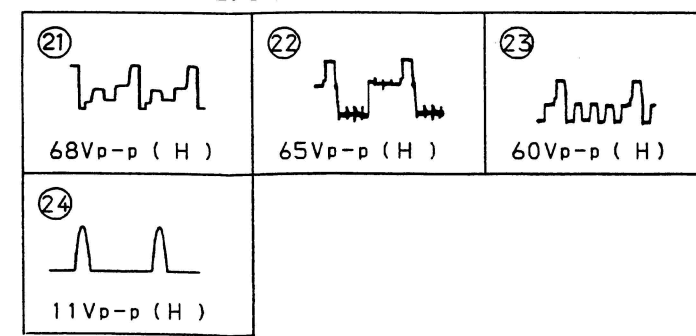 ㉑
68Vp-p ( H )
㉒
65Vp-p ( H )
㉓
60Vp-p ( H )
㉔
11Vp-p ( H )